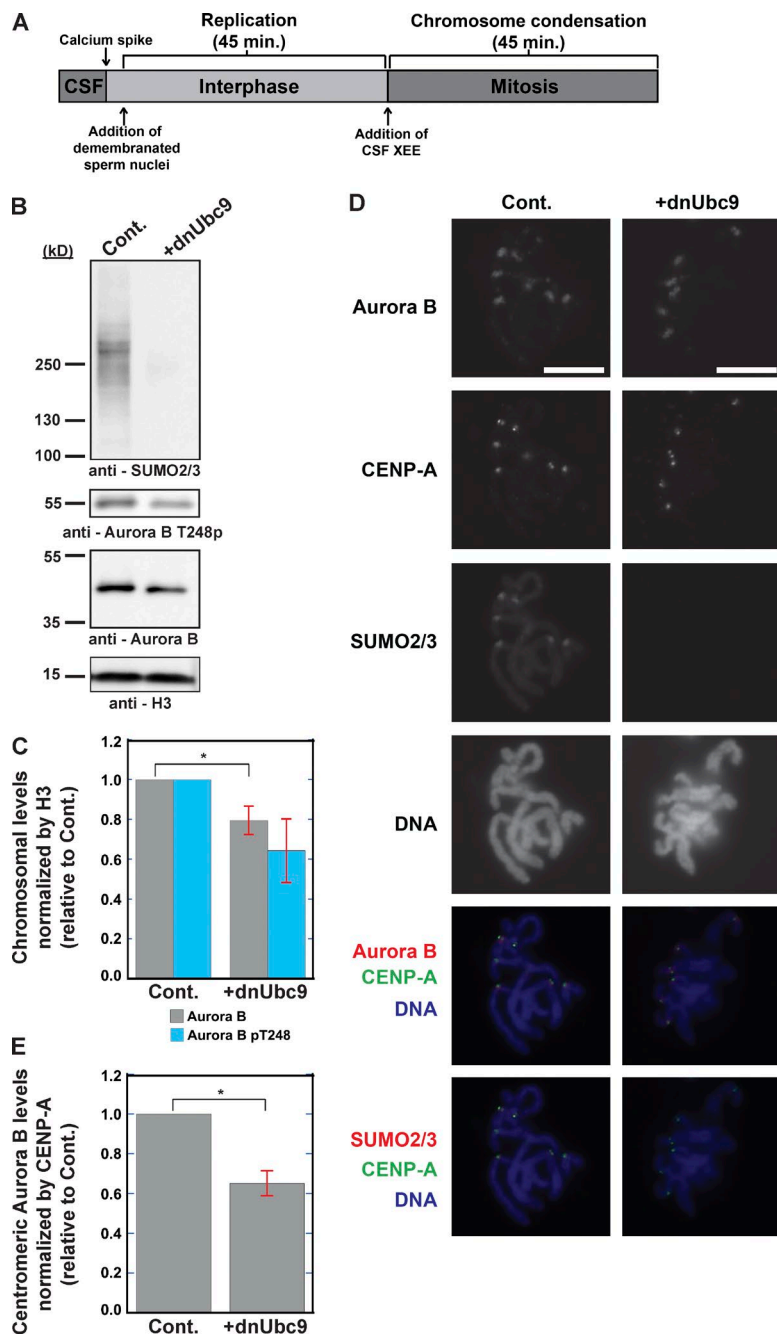 A
Replication
(45 min.)
Chromosome condensation
(45 min.)
Calcium spike
CSF
Interphase
Mitosis
Addition of
demembranated
sperm nuclei
Addition of
CSF XEE
B
Cont.
+dnUbc9
(kD)
250
130
100
anti - SUMO2/3
55
anti - Aurora B T248p
55
35
anti - Aurora B
15
anti - H3
C
Chromosomal levels
normalized by H3
(relative to Cont.)
1.2
1.0
0.8
0.6
0.4
0.2
0.0
*
Cont.
+dnUbc9
Aurora B
Aurora B pT248
E
Centromeric Aurora B levels
normalized by CENP-A
(relative to Cont.)
1.2
1.0
0.8
0.6
0.4
0.2
0.0
*
Cont.
+dnUbc9
D
Cont.
+dnUbc9
Aurora B
CENP-A
SUMO2/3
DNA
Aurora B
CENP-A
DNA
SUMO2/3
CENP-A
DNA